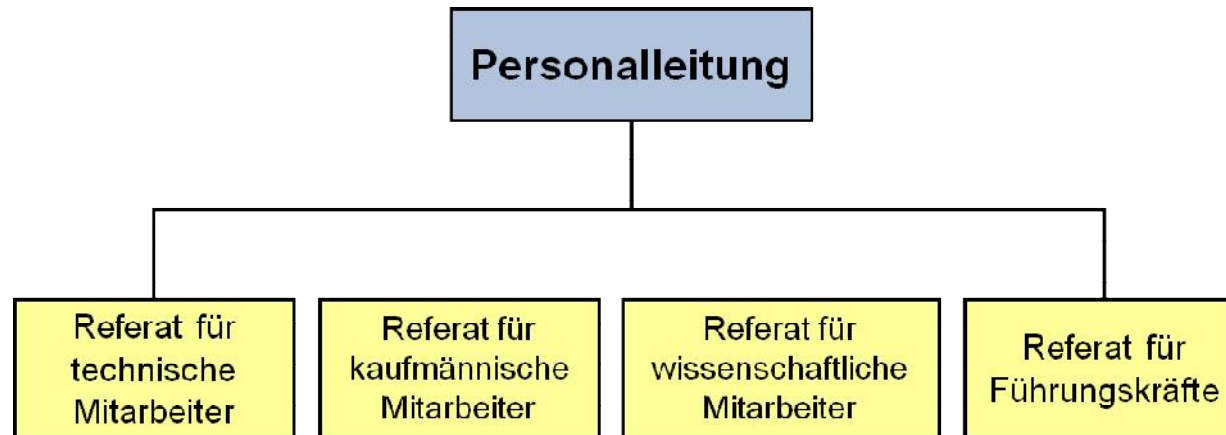 Personalleitung
Referat für
technische
Mitarbeiter
Referat für
kaufmännische
Mitarbeiter
Referat für
wissenschaftliche
Mitarbeiter
Referat für
Führungskräfte